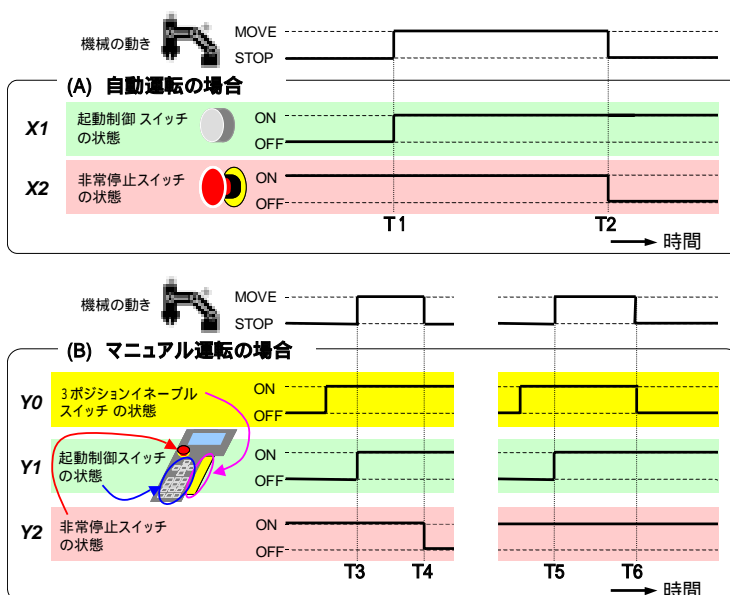 機械の動き
MOVE
STOP
(A) 自動運転の場合
X1
起動制御 スイッチ
の状態
ON
OFF
X2
非常停止スイッチ
の状態
ON
OFF
T1
T2
時間
機械の動き
MOVE
STOP
(B) マニュアル運転の場合
Y0
3ポジションイネーブル
スイッチ の状態
ON
OFF
Y1
起動制御スイッチ
の状態
ON
OFF
Y2
非常停止スイッチ
の状態
ON
OFF
T3
T4
T5
T6
時間